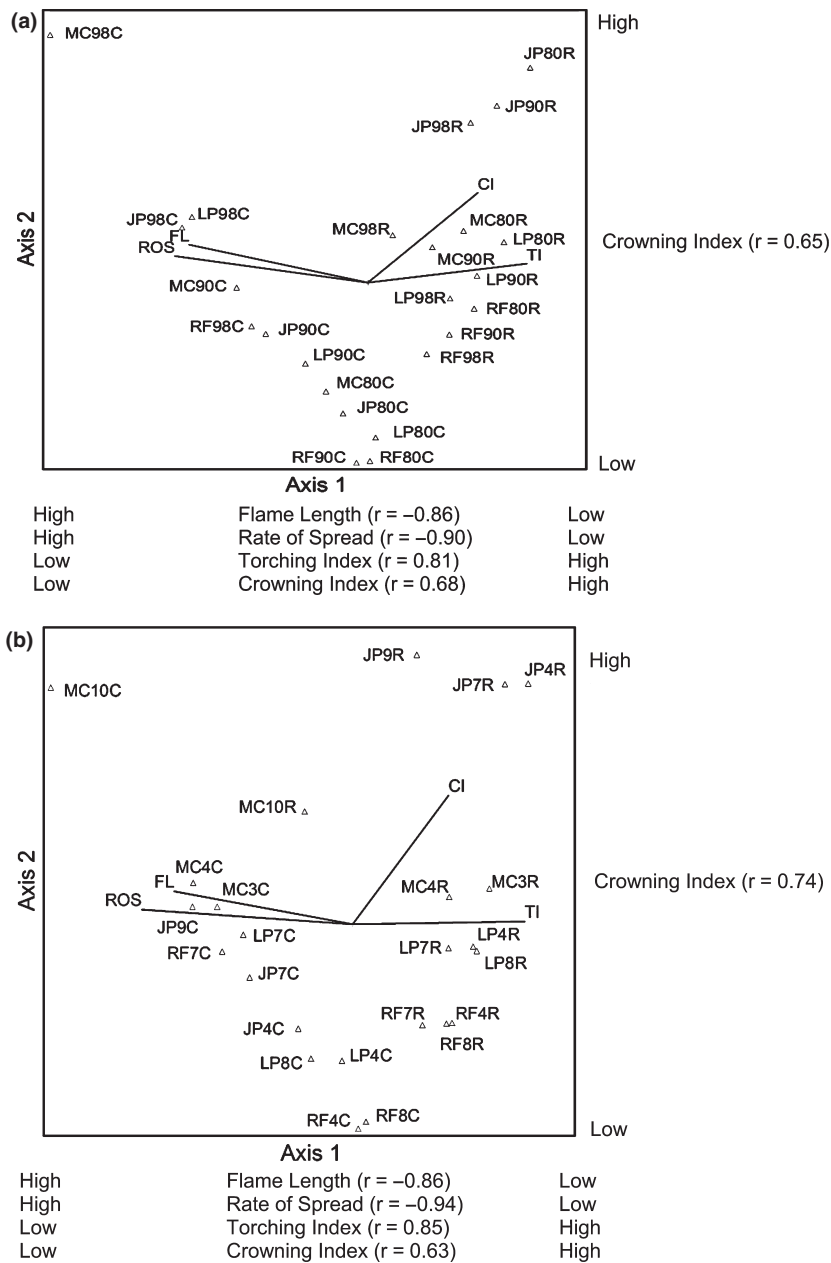 (a)
MC98C
High
JP80R
JP90R
JP98R
CI
JP98C LP98C
FL
ROS
MC98R
MC80R
LP80R
MC90R
TI
Axis 2
Crowning Index (r = 0.65)
MC90C
LP90R
LP98R
RF80R
RF98C
JP90C
RF90R
LP90C
RF98R
MC80C
JP80C
LP80C
RF90C
RF80C
Low
Axis 1
High Flame Length (r = −0.86) Low
High Rate of Spread (r = −0.90) Low
Low Torching Index (r = 0.81) High
Low Crowning Index (r = 0.68) High
(b)
JP9R
High
MC10C
JP7R
JP4R
CI
MC10R
MC4C
FL
MC3C
ROS
MC4R
MC3R
TI
Axis 2
Crowning Index (r = 0.74)
JP9C
LP7C
RF7C
LP7R
LP4R
LP8R
JP7C
RF7R
RF4R
JP4C
RF8R
LP8C
LP4C
RF4C
RF8C
Low
Axis 1
High Flame Length (r = −0.86) Low
High Rate of Spread (r = −0.94) Low
Low Torching Index (r = 0.85) High
Low Crowning Index (r = 0.63) High